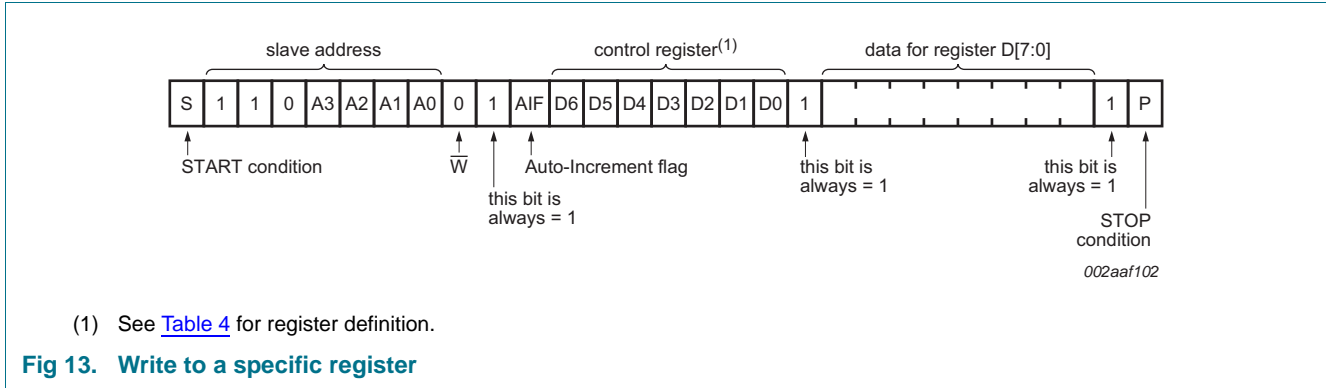 slave address control register(1) data for register D[7:0]
S 1 1 0 A3 A2 A1 A0 0 1 AIF D6 D5 D4 D3 D2 D1 D0 1 1 P
START condition W Auto-Increment flag this bit is this bit is
always = 1 always = 1
this bit is
always = 1
STOP
condition
002aaf102
(1) See Table 4 for register definition.
Fig 13. Write to a specific register